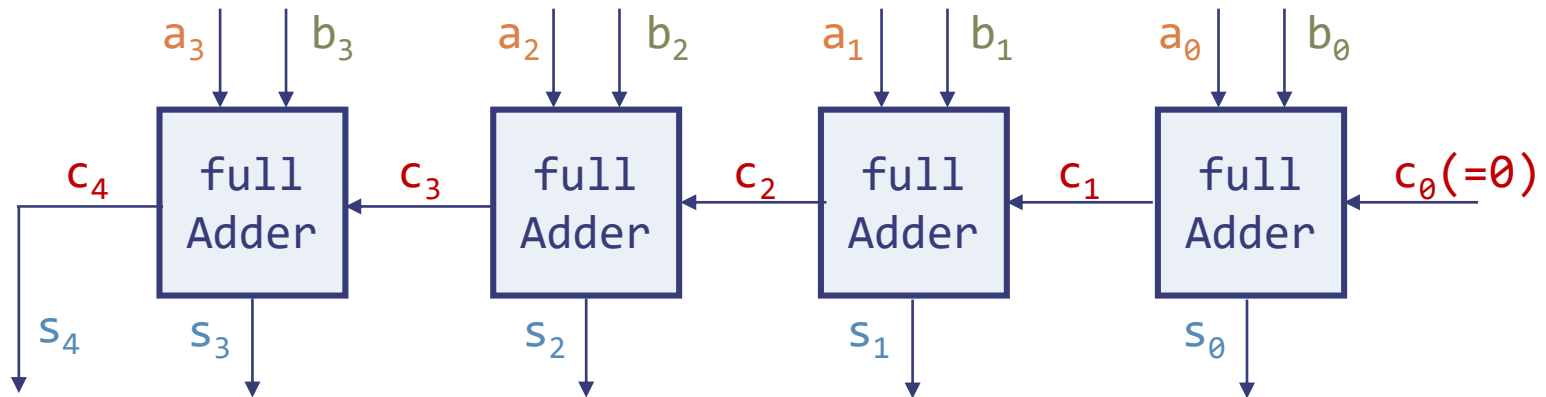 a₃ b₃ a₂ b₂ a₁ b₁ a₀ b₀
c₄ full Adder c₃ full Adder c₂ full Adder c₁ full Adder c₀(=0)
s₄ s₃ s₂ s₁ s₀